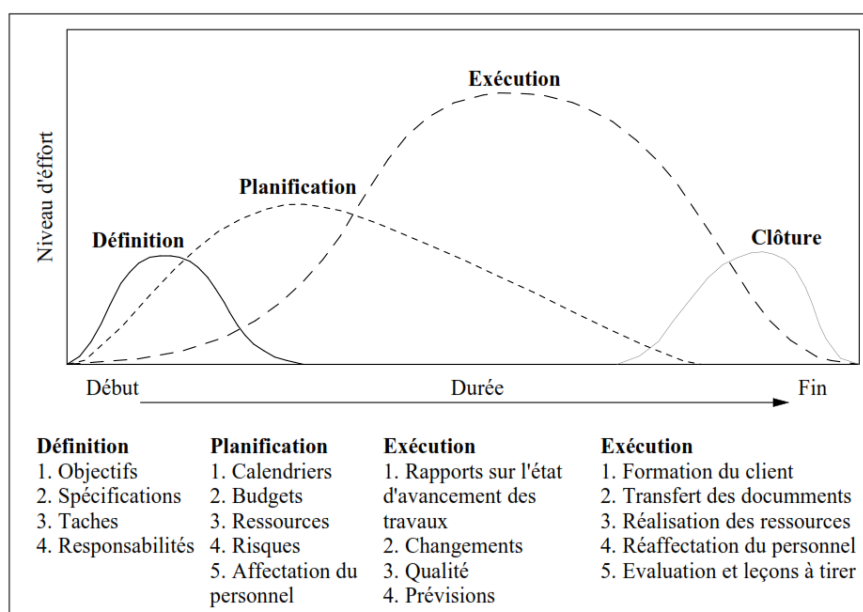 Niveau d'éffort
Définition
Planification
Exécution
Clôture
Début
Durée
Fin
Définition
1. Objectifs
2. Spécifications
3. Taches
4. Responsabilités
Planification
1. Calendriers
2. Budgets
3. Ressources
4. Risques
5. Affectation du
personnel
Exécution
1. Rapports sur l'état
d'avancement des
travaux
2. Changements
3. Qualité
4. Prévisions
Exécution
1. Formation du client
2. Transfert des documments
3. Réalisation des ressources
4. Réaffectation du personnel
5. Evaluation et leçons à tirer